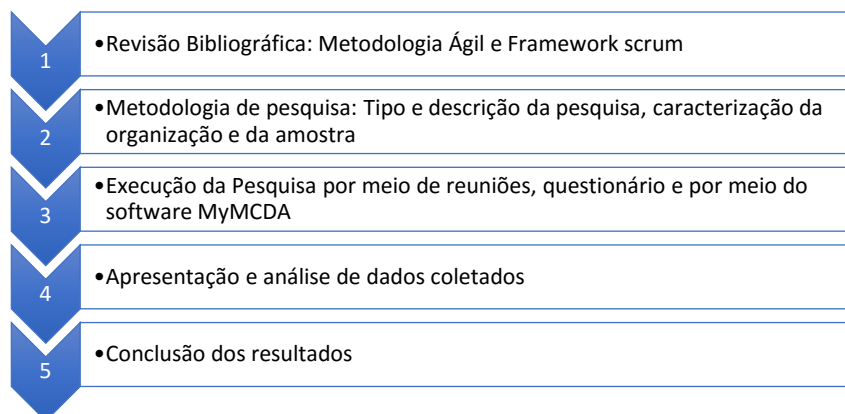 1
•Revisão Bibliográfica: Metodologia Ágil e Framework scrum
2
•Metodologia de pesquisa: Tipo e descrição da pesquisa, caracterização da
organização e da amostra
3
•Execução da Pesquisa por meio de reuniões, questionário e por meio do
software MyMCDA
4
•Apresentação e análise de dados coletados
5
•Conclusão dos resultados